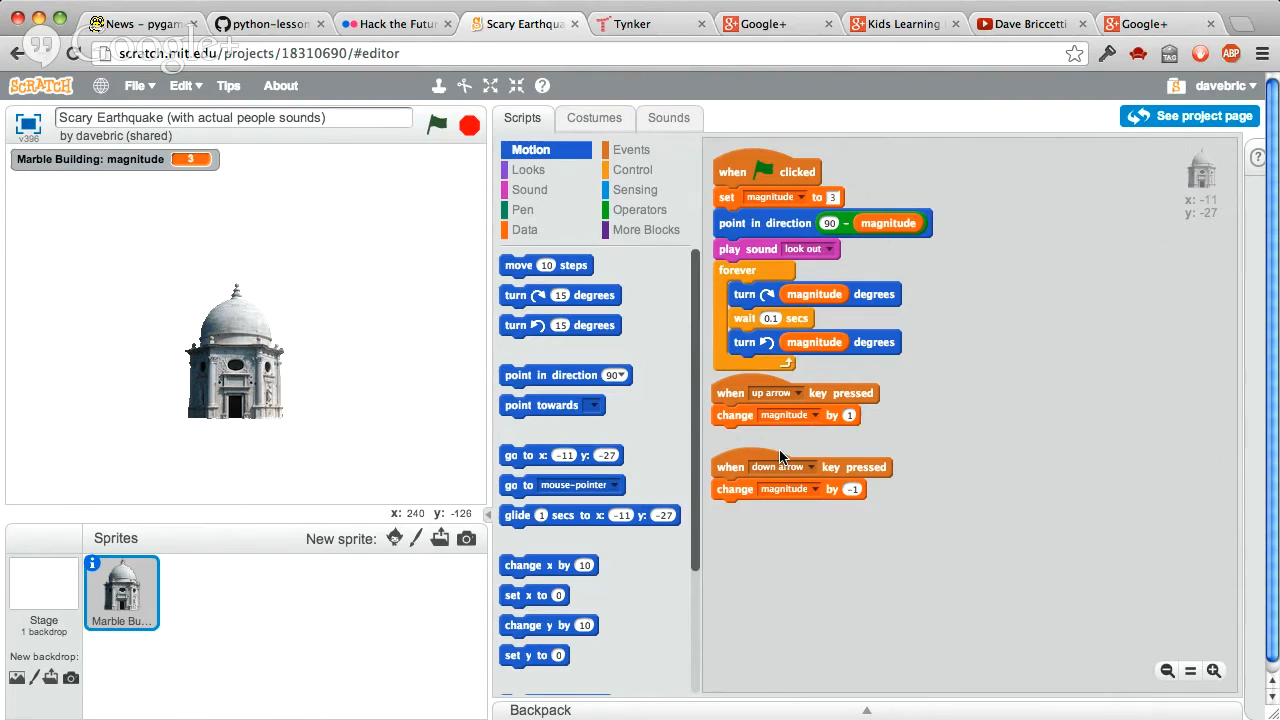 News - pygam
python-lesson
Hack the Futur
Scary Earthqua
Tynker
Google+
Kids Learning
Dave Briccetti
Google+
Google+
scratch.mit.edu/projects/18310690/#editor
TAG
ABP
SCRATCH
File
Edit
Tips
About
davebric
v396
Scary Earthquake (with actual people sounds)
by davebric (shared)
Scripts
Costumes
Sounds
See project page
Marble Building: magnitude 3
Motion
Looks
Sound
Pen
Data
Events
Control
Sensing
Operators
More Blocks
move 10 steps
turn 15 degrees
turn 15 degrees
point in direction 90
point towards
go to x: -11 y: -27
go to mouse-pointer
glide 1 secs to x: -11 y: -27
change x by 10
set x to 0
change y by 10
set y to 0
when clicked
set magnitude to 3
point in direction 90 - magnitude
play sound look out
forever
turn magnitude degrees
wait 0.1 secs
turn magnitude degrees
when up arrow key pressed
change magnitude by 1
when down arrow key pressed
change magnitude by -1
x: -11
y: -27
?
x: 240 y: -126
Sprites
New sprite:
Stage
1 backdrop
New backdrop:
Marble Bu...
Backpack